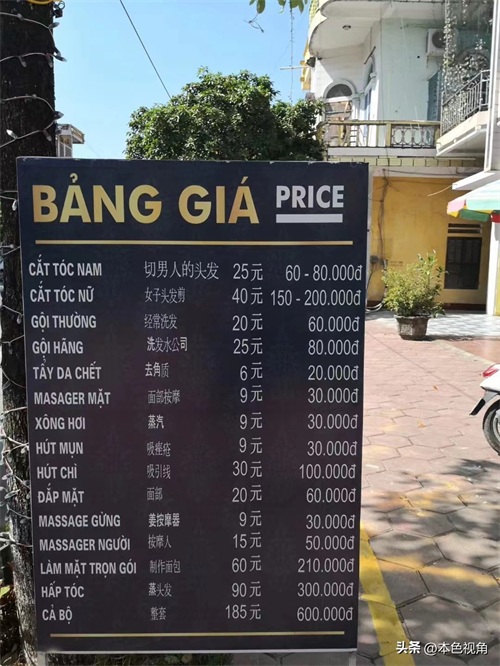 BẢNG GIÁ PRICE
CẮT TÓC NAM 切男人的头发 25元 60 - 80.000đ
CẮT TÓC NỮ 女子头发剪 40元 150 - 200.000đ
GỘI THƯỜNG 经常洗发 20元 60.000đ
GỘI HÃNG 洗发水公司 25元 80.000đ
TẨY DA CHẾT 去角质 6元 20.000đ
MASAGER MẶT 面部按摩 9元 30.000đ
XÔNG HƠI 蒸汽 9元 30.000đ
HÚT MỤN 吸痤疮 9元 30.000đ
HÚT CHÌ 吸引线 30元 100.000đ
ĐẮP MẶT 面部 20元 60.000đ
MASSAGE GỪNG 姜按摩器 9元 30.000đ
MASSAGER NGƯỜI 按摩人 15元 50.000đ
LÀM MẶT TRỌN GÓI 制作面包 60元 210.000đ
HẤP TÓC 蒸头发 90元 300.000đ
CẢ BỘ 整套 185元 600.000đ
头条 @本色视角